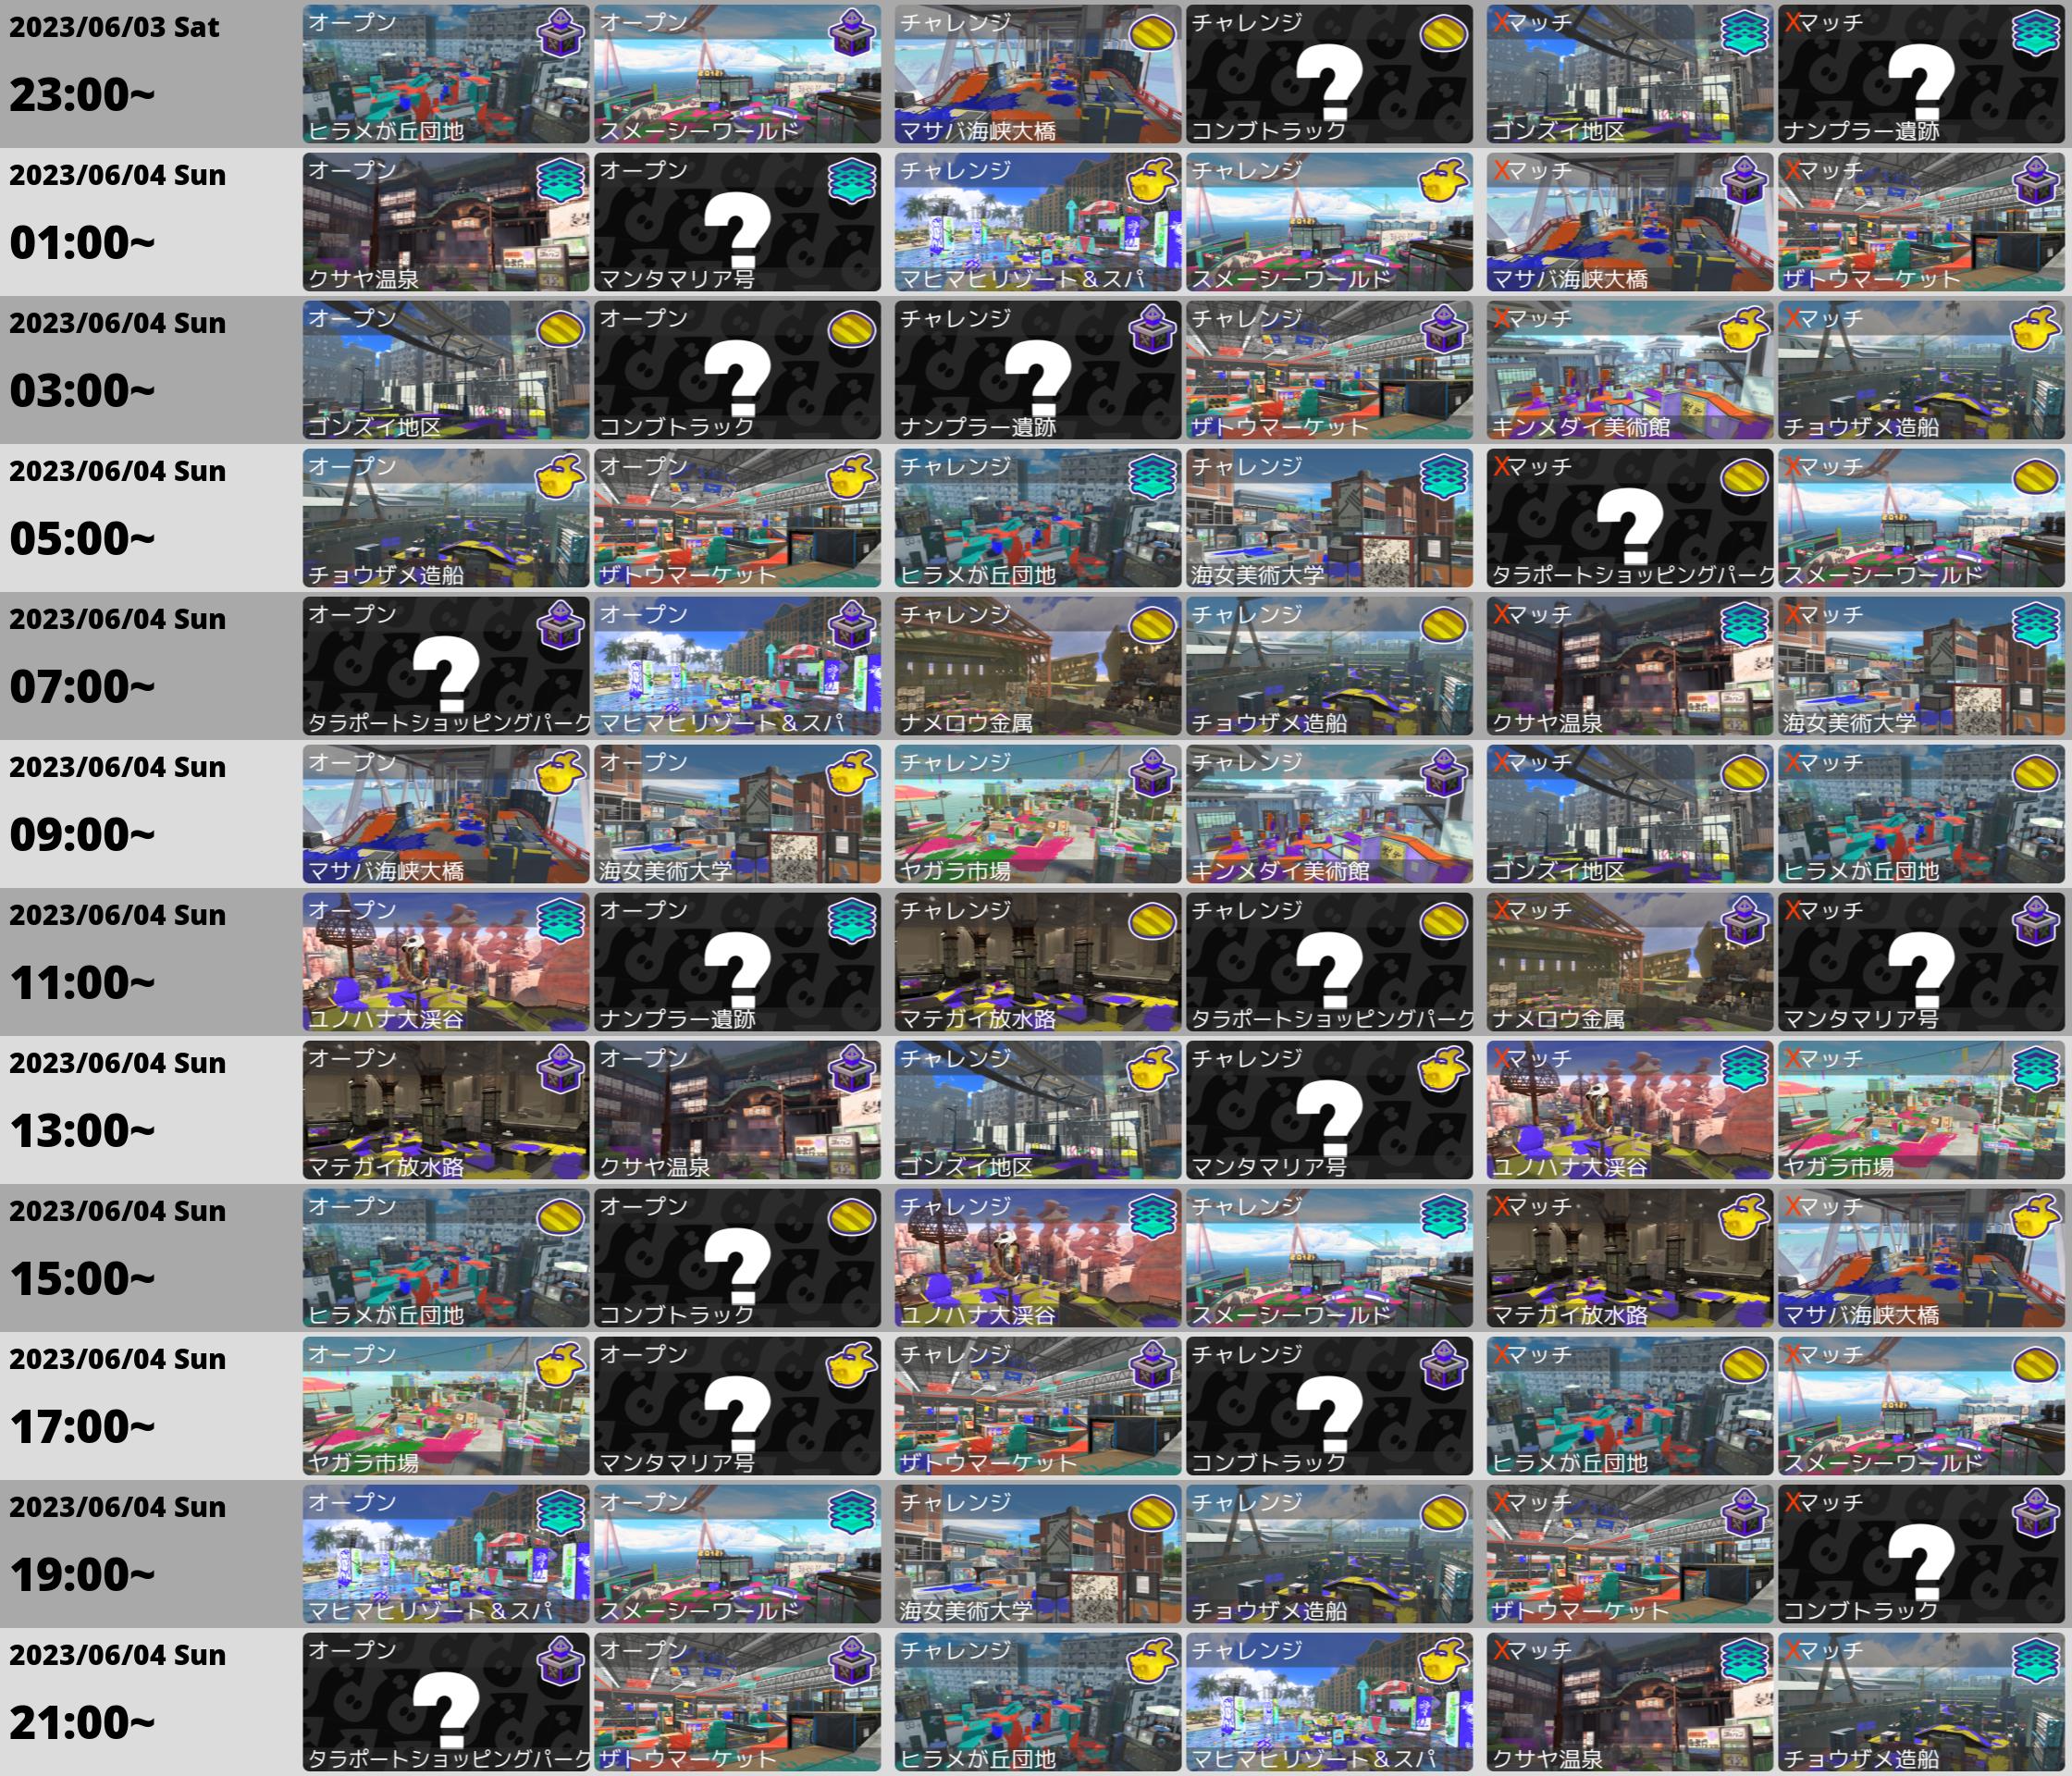 2023/06/03 Sat
23:00~
オープン
ヒラメが丘団地
オープン
スメーシーワールド
チャレンジ
マサバ海峡大橋
チャレンジ
コンブトラック
Xマッチ
ゴンズイ地区
Xマッチ
ナンプラー遺跡
2023/06/04 Sun
01:00~
オープン
クサヤ温泉
オープン
マンタマリア号
チャレンジ
マヒマヒリゾート＆スパ
チャレンジ
スメーシーワールド
Xマッチ
マサバ海峡大橋
Xマッチ
ザトウマーケット
2023/06/04 Sun
03:00~
オープン
ゴンズイ地区
オープン
コンブトラック
チャレンジ
ナンプラー遺跡
チャレンジ
ザトウマーケット
Xマッチ
キンメダイ美術館
Xマッチ
チョウザメ造船
2023/06/04 Sun
05:00~
オープン
チョウザメ造船
オープン
ザトウマーケット
チャレンジ
ヒラメが丘団地
チャレンジ
海女美術大学
Xマッチ
タラポートショッピングパーク
Xマッチ
スメーシーワールド
2023/06/04 Sun
07:00~
オープン
タラポートショッピングパーク
オープン
マヒマヒリゾート＆スパ
チャレンジ
ナメロウ金属
チャレンジ
チョウザメ造船
Xマッチ
クサヤ温泉
Xマッチ
海女美術大学
2023/06/04 Sun
09:00~
オープン
マサバ海峡大橋
オープン
海女美術大学
チャレンジ
ヤガラ市場
チャレンジ
キンメダイ美術館
Xマッチ
ゴンズイ地区
Xマッチ
ヒラメが丘団地
2023/06/04 Sun
11:00~
オープン
ユノハナ大渓谷
オープン
ナンプラー遺跡
チャレンジ
マテガイ放水路
チャレンジ
タラポートショッピングパーク
Xマッチ
ナメロウ金属
Xマッチ
マンタマリア号
2023/06/04 Sun
13:00~
オープン
マテガイ放水路
オープン
クサヤ温泉
チャレンジ
ゴンズイ地区
チャレンジ
マンタマリア号
Xマッチ
ユノハナ大渓谷
Xマッチ
ヤガラ市場
2023/06/04 Sun
15:00~
オープン
ヒラメが丘団地
オープン
コンブトラック
チャレンジ
ユノハナ大渓谷
チャレンジ
スメーシーワールド
Xマッチ
マテガイ放水路
Xマッチ
マサバ海峡大橋
2023/06/04 Sun
17:00~
オープン
ヤガラ市場
オープン
マンタマリア号
チャレンジ
ザトウマーケット
チャレンジ
コンブトラック
Xマッチ
ヒラメが丘団地
Xマッチ
スメーシーワールド
2023/06/04 Sun
19:00~
オープン
マヒマヒリゾート＆スパ
オープン
スメーシーワールド
チャレンジ
海女美術大学
チャレンジ
チョウザメ造船
Xマッチ
ザトウマーケット
Xマッチ
コンブトラック
2023/06/04 Sun
21:00~
オープン
タラポートショッピングパーク
オープン
ザトウマーケット
チャレンジ
ヒラメが丘団地
チャレンジ
マヒマヒリゾート＆スパ
Xマッチ
クサヤ温泉
Xマッチ
チョウザメ造船